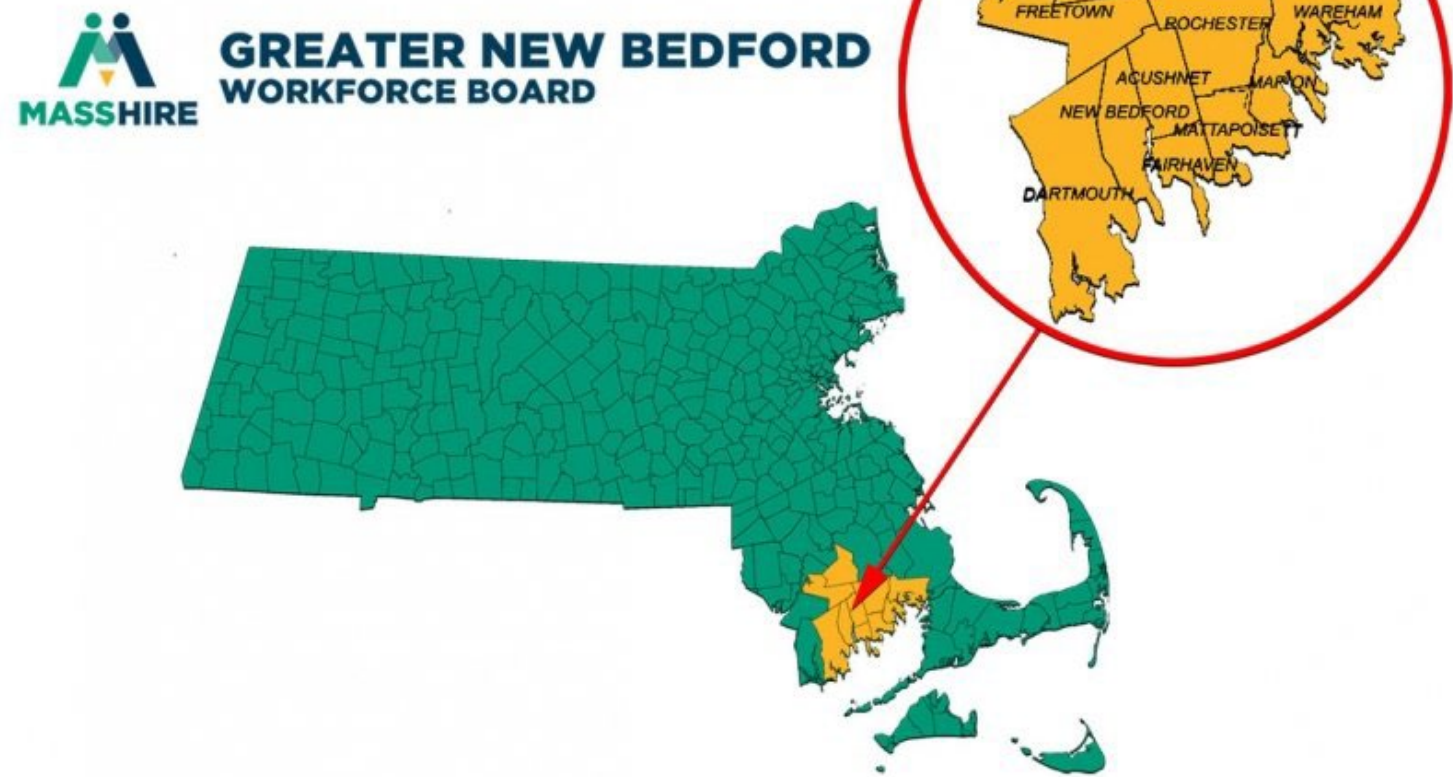 GREATER NEW BEDFORD
WORKFORCE BOARD
MASSHIRE
FREETOWN
ROCHESTER
WAREHAM
ACUSHNET
MARION
NEW BEDFORD
MATTAPOISETT
FAIRHAVEN
DARTMOUTH